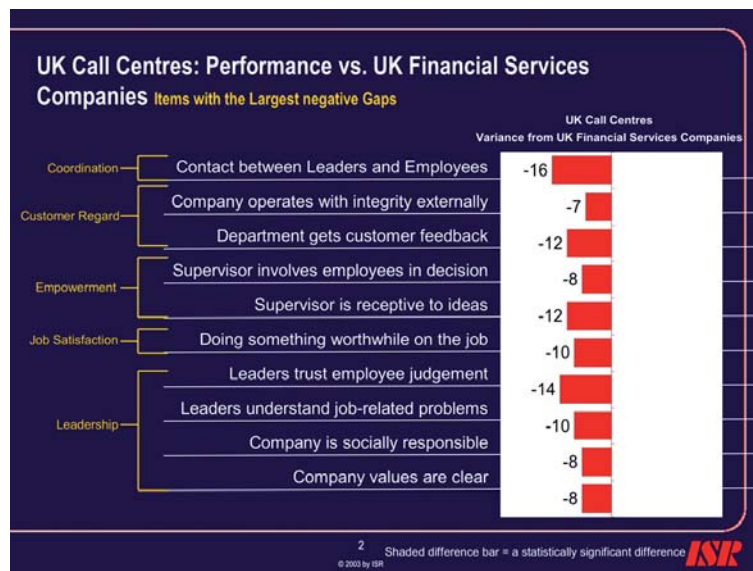 UK Call Centres: Performance vs. UK Financial Services
Companies Items with the Largest negative Gaps
UK Call Centres
Variance from UK Financial Services Companies
Coordination
Contact between Leaders and Employees
-16
Customer Regard
Company operates with integrity externally
-7
Department gets customer feedback
-12
Empowerment
Supervisor involves employees in decision
-8
Supervisor is receptive to ideas
-12
Job Satisfaction
Doing something worthwhile on the job
-10
Leadership
Leaders trust employee judgement
-14
Leaders understand job-related problems
-10
Company is socially responsible
-8
Company values are clear
-8
2
© 2003 by ISR
Shaded difference bar = a statistically significant difference
ISR